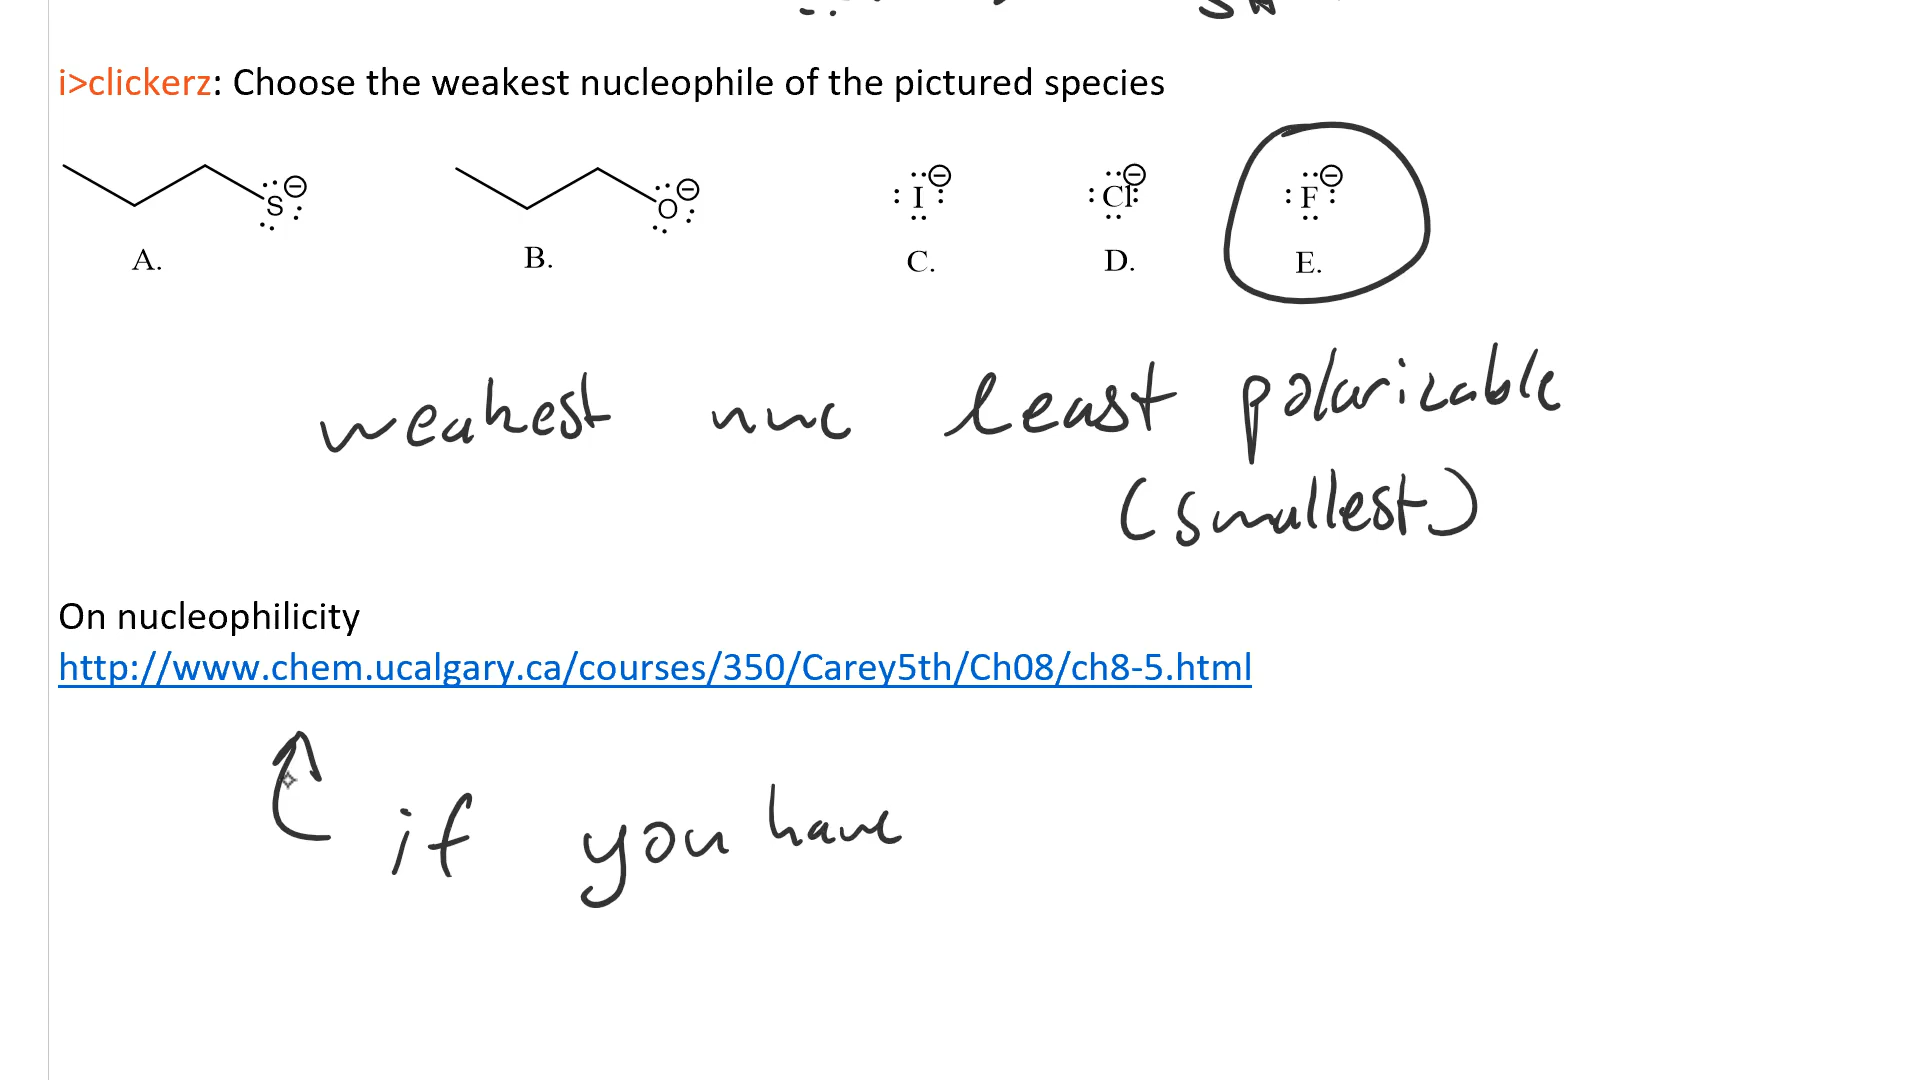 i>clickerz: Choose the weakest nucleophile of the pictured species
S O I Cl F
A. B. C. D. E.
weakest nuc least polarizable
(smallest)
On nucleophilicity
http://www.chem.ucalgary.ca/courses/350/Carey5th/Ch08/ch8-5.html
if you have